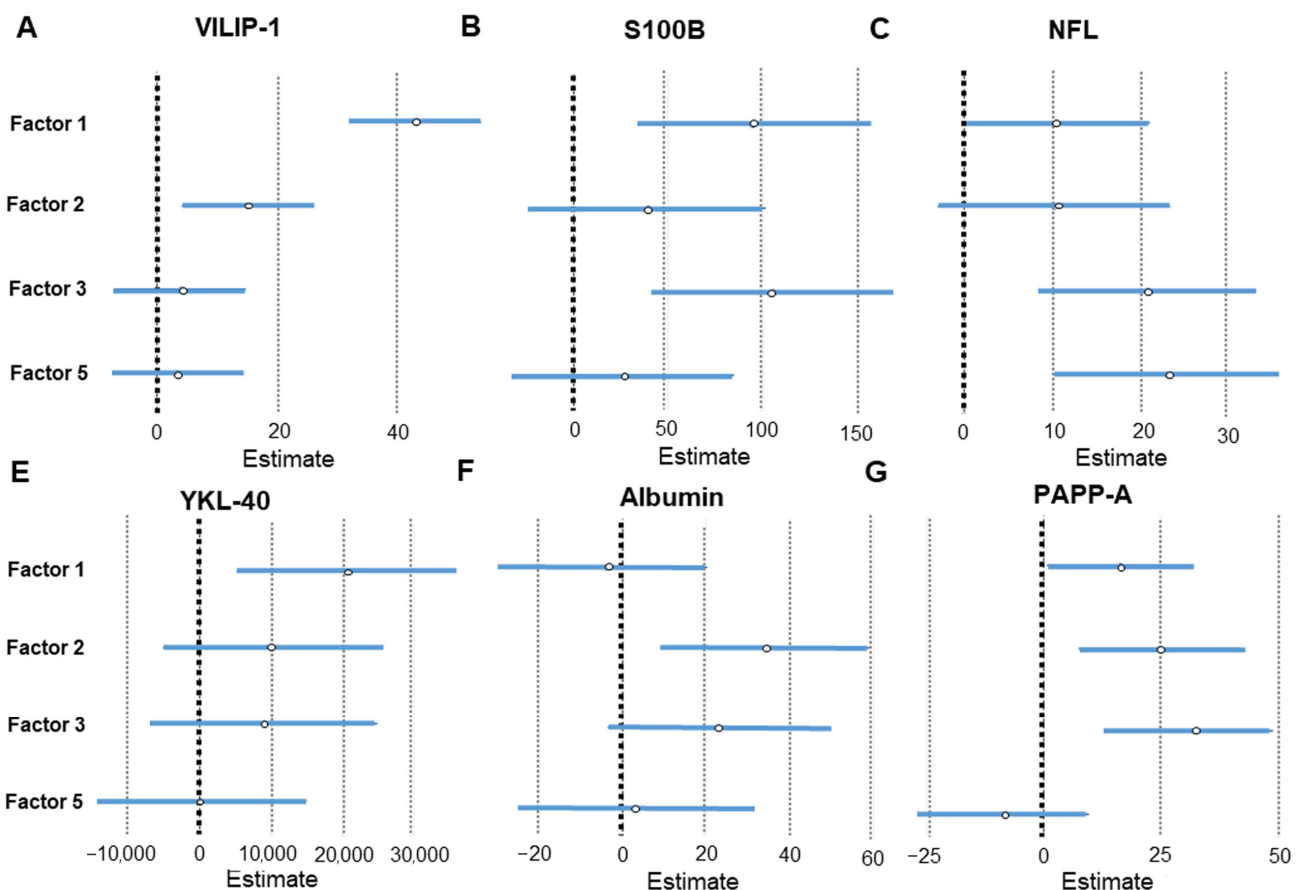 A VILIP-1
B S100B
C NFL
Factor 1
Factor 2
Factor 3
Factor 5
0 20 40
Estimate
0 50 100 150
Estimate
0 10 20 30
Estimate
E YKL-40
F Albumin
G PAPP-A
Factor 1
Factor 2
Factor 3
Factor 5
−10,000 0 10,000 20,000 30,000
Estimate
−20 0 20 40 60
Estimate
−25 0 25 50
Estimate